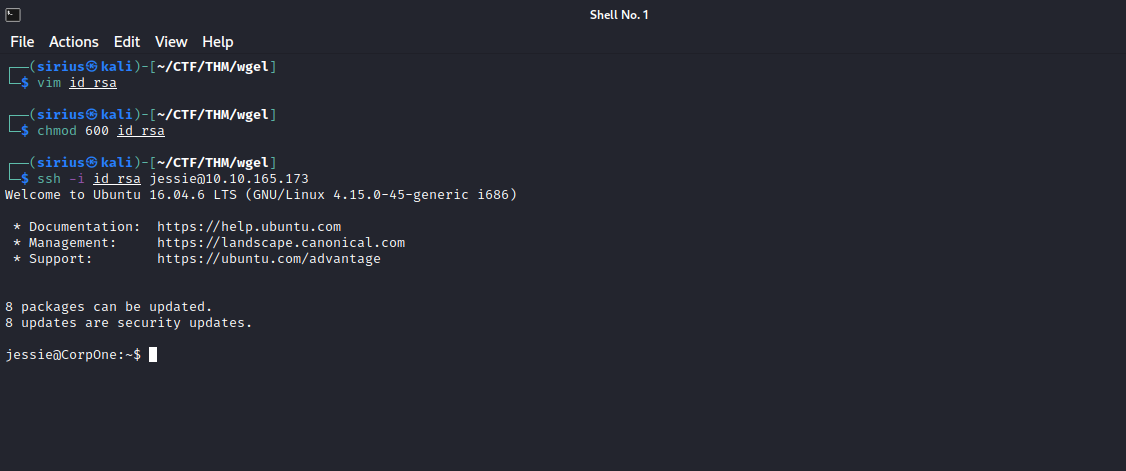 Shell No. 1
File Actions Edit View Help
┌──(sirius㉿kali)-[~/CTF/THM/wgel]
└─$ vim id_rsa
┌──(sirius㉿kali)-[~/CTF/THM/wgel]
└─$ chmod 600 id_rsa
┌──(sirius㉿kali)-[~/CTF/THM/wgel]
└─$ ssh -i id_rsa jessie@10.10.165.173
Welcome to Ubuntu 16.04.6 LTS (GNU/Linux 4.15.0-45-generic i686)
* Documentation:  https://help.ubuntu.com
* Management:     https://landscape.canonical.com
* Support:        https://ubuntu.com/advantage
8 packages can be updated.
8 updates are security updates.
jessie@CorpOne:~$